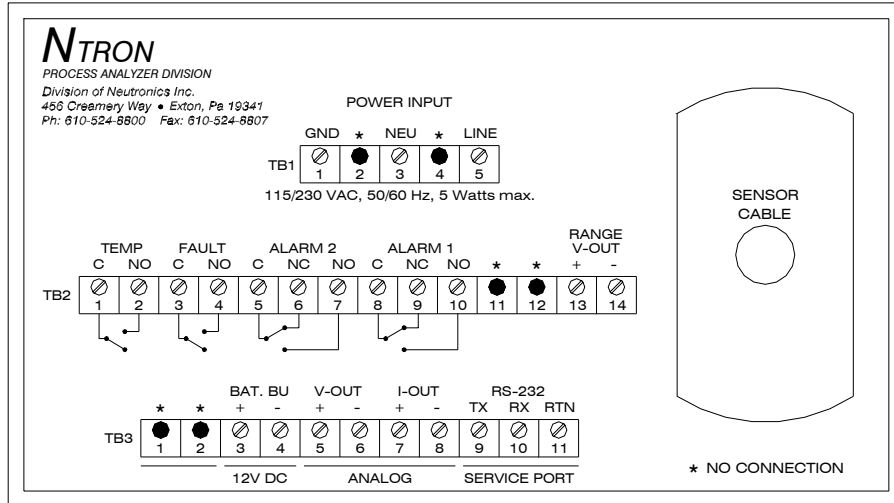 NTRON
PROCESS ANALYZER DIVISION
Division of Neutronics Inc.
456 Creamery Way • Exton, Pa 19341
Ph: 610-524-8800 Fax: 610-524-8807
POWER INPUT
GND * NEU * LINE
TB1
1 2 3 4 5
115/230 VAC, 50/60 Hz, 5 Watts max.
SENSOR
CABLE
TEMP FAULT ALARM 2 ALARM 1 RANGE
V-OUT
C NO C NO C NC NO C NC NO * * + -
TB2
1 2 3 4 5 6 7 8 9 10 11 12 13 14
BAT. BU V-OUT I-OUT RS-232
* * + - + - + - TX RX RTN
TB3
1 2 3 4 5 6 7 8 9 10 11
12V DC ANALOG SERVICE PORT
* NO CONNECTION